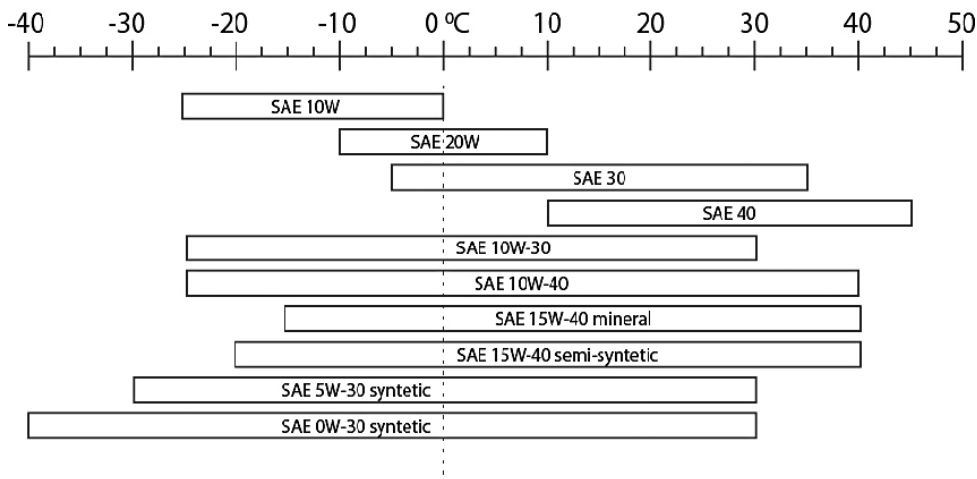 -40 -30 -20 -10 0 ºC 10 20 30 40 50
SAE 10W
SAE 20W
SAE 30
SAE 40
SAE 10W-30
SAE 10W-40
SAE 15W-40 mineral
SAE 15W-40 semi-syntetic
SAE 5W-30 syntetic
SAE 0W-30 syntetic